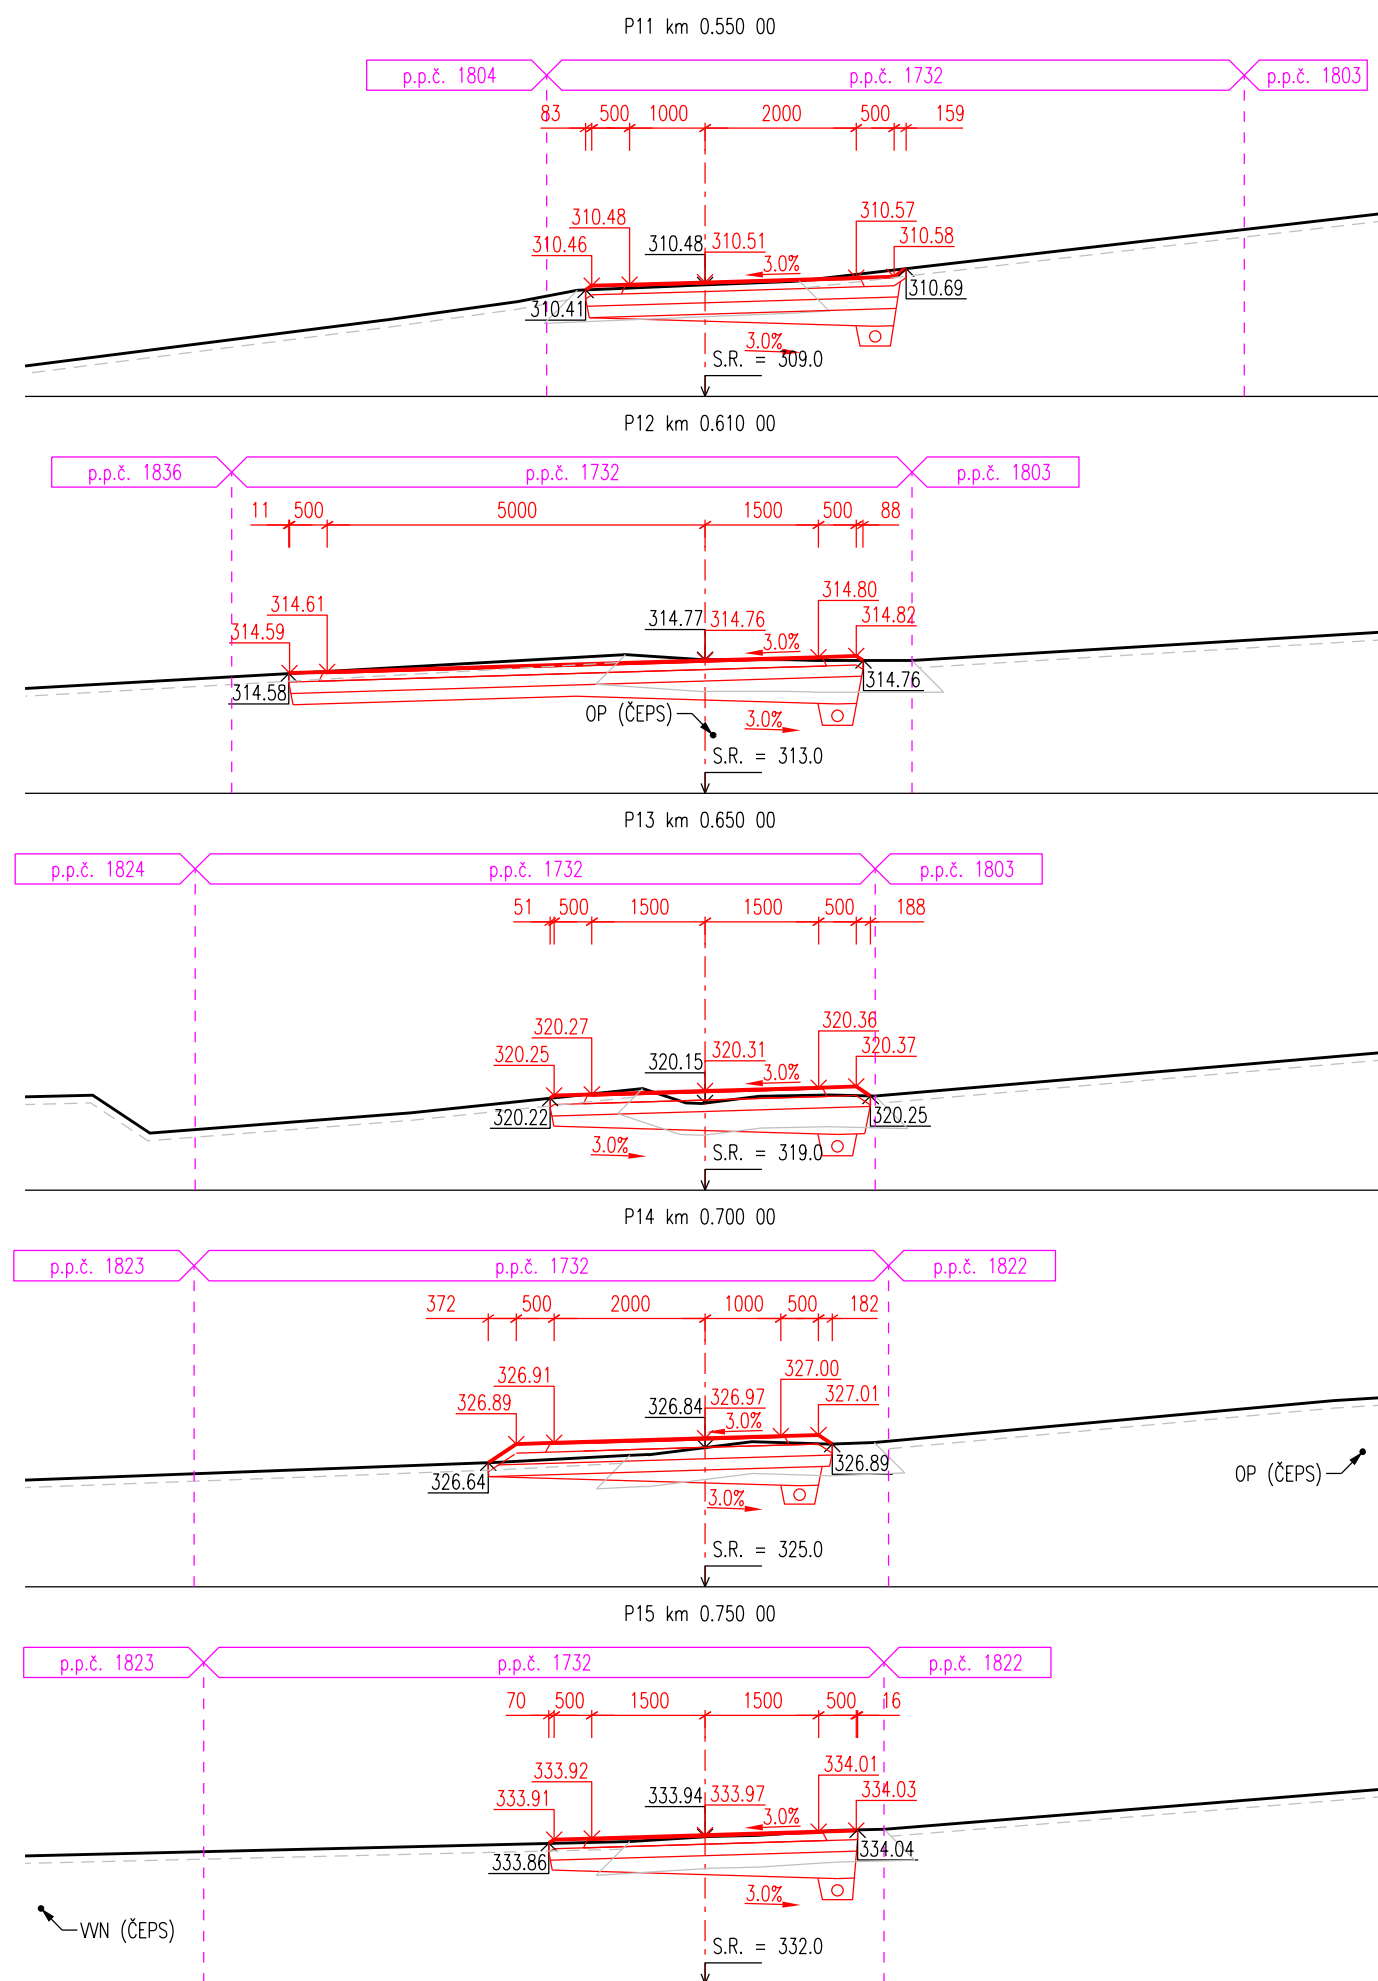 P11 km 0.550 00
p.p.č. 1804 p.p.č. 1732 p.p.č. 1803
83 500 1000 2000 500 159
310.48 310.57
310.46 310.48 310.51 310.58
3.0%
310.41 310.69
3.0%
S.R. = 309.0
P12 km 0.610 00
p.p.č. 1836 p.p.č. 1732 p.p.č. 1803
11 500 5000 1500 500 88
314.61 314.80
314.59 314.77 314.76 314.82
3.0%
314.58 314.76
OP (ČEPS) 3.0%
S.R. = 313.0
P13 km 0.650 00
p.p.č. 1824 p.p.č. 1732 p.p.č. 1803
51 500 1500 1500 500 188
320.27 320.36
320.25 320.15 320.31 320.37
3.0%
320.22 320.25
3.0% S.R. = 319.0
P14 km 0.700 00
p.p.č. 1823 p.p.č. 1732 p.p.č. 1822
372 500 2000 1000 500 182
326.91 327.00
326.89 326.84 326.97 327.01
3.0%
326.64 326.89 OP (ČEPS)
3.0%
S.R. = 325.0
P15 km 0.750 00
p.p.č. 1823 p.p.č. 1732 p.p.č. 1822
70 500 1500 1500 500 16
333.92 334.01
333.91 333.94 333.97 334.03
3.0%
333.86 334.04
3.0%
VVN (ČEPS)
S.R. = 332.0